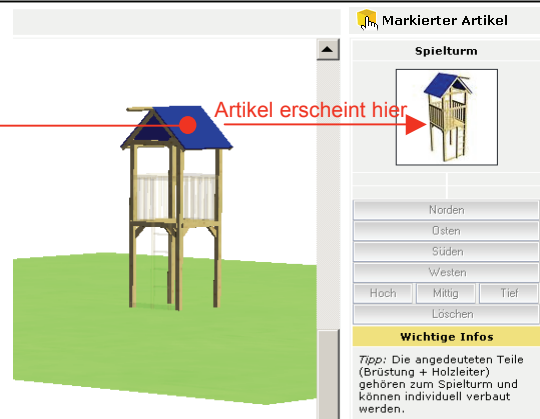 Markierter Artikel
Spielturm
Artikel erscheint hier
Norden
Osten
Süden
Westen
Hoch Mittig Tief
Löschen
Wichtige Infos
Tipp: Die angedeuteten Teile
(Brüstung + Holzleiter)
gehören zum Spielturm und
können individuell verbaut
werden.